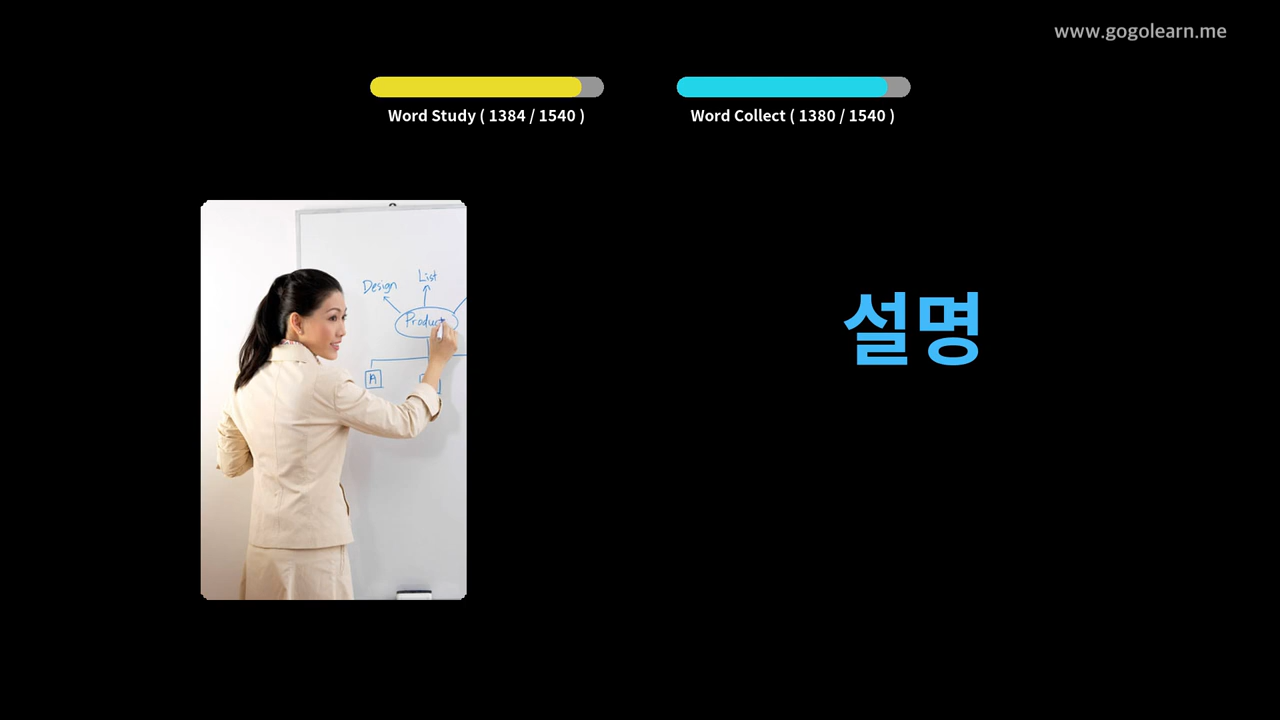 www.gogolearn.me
Word Study ( 1384 / 1540 )
Word Collect ( 1380 / 1540 )
List
Design
Product
A
설명